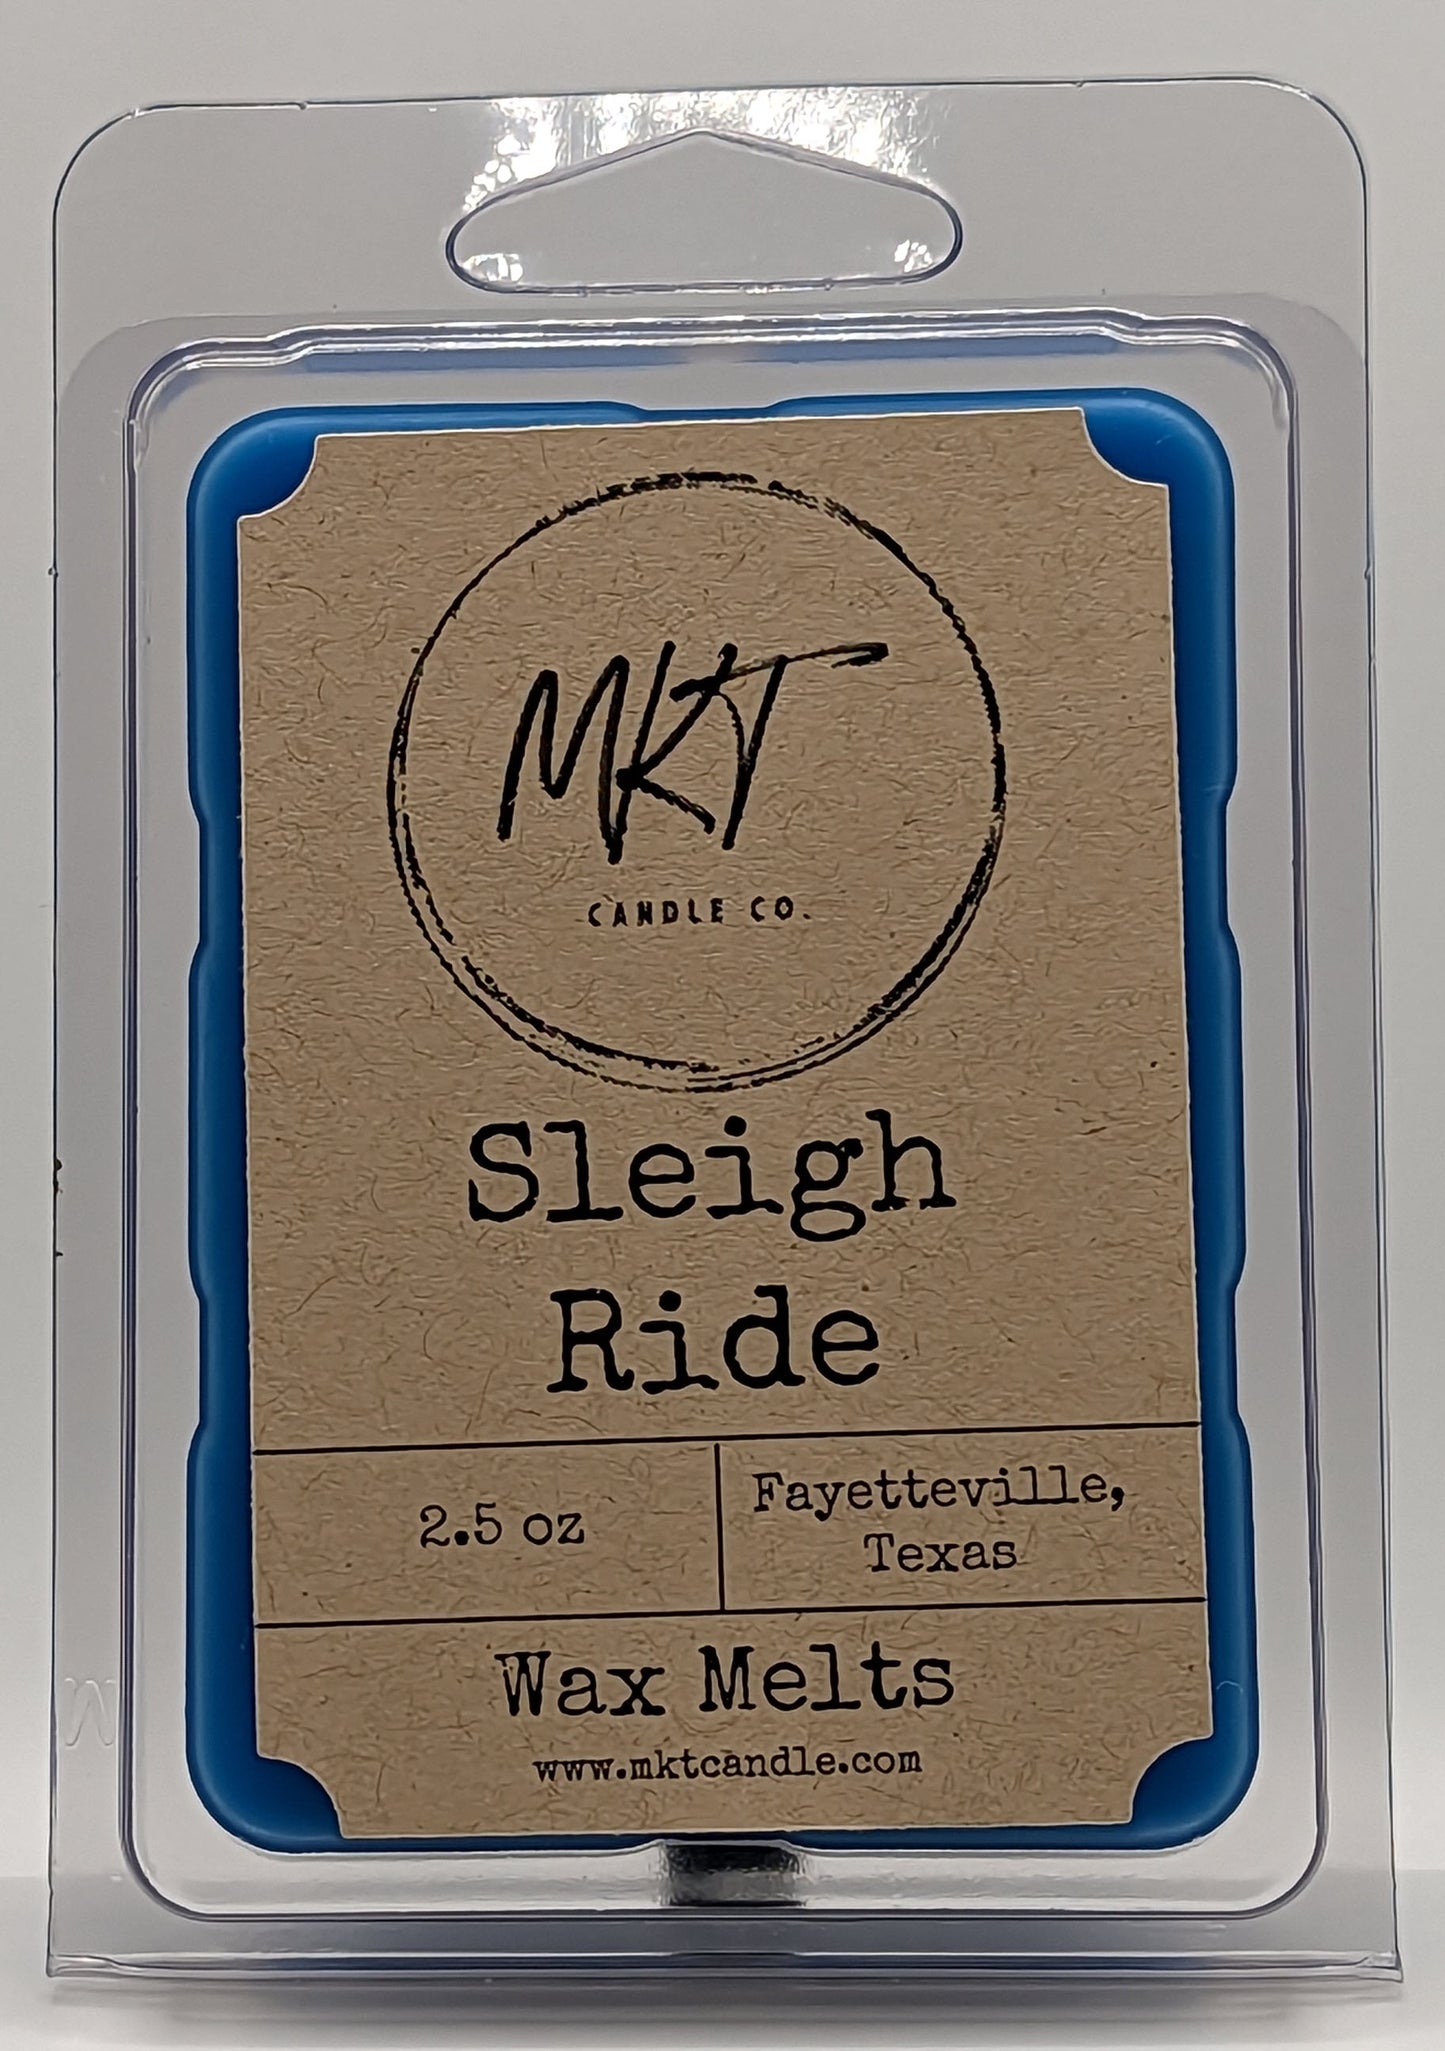 MKT
CANDLE CO.
Sleigh
Ride
2.5 oz
Fayetteville,
Texas
Wax Melts
www.mktcandle.com
M